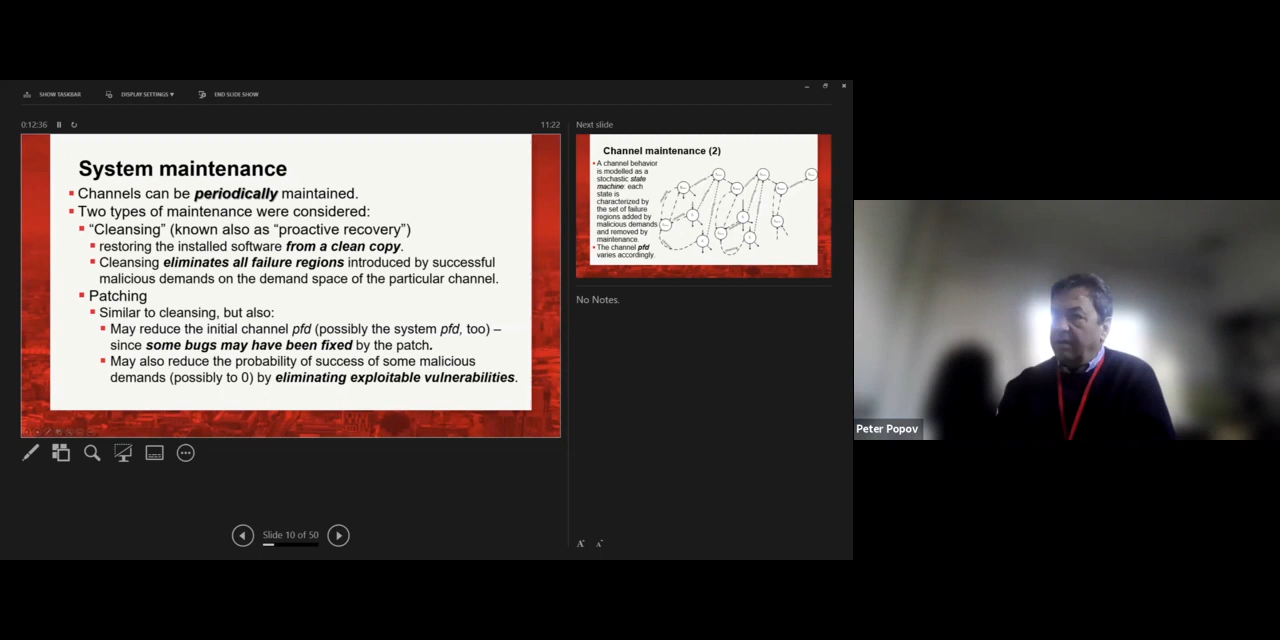 SHOW TASKBAR
DISPLAY SETTINGS ▾
END SLIDE SHOW
0:12:36
11:22
System maintenance
Channels can be periodically maintained.
Two types of maintenance were considered:
“Cleansing” (known also as “proactive recovery”)
restoring the installed software from a clean copy.
Cleansing eliminates all failure regions introduced by successful
malicious demands on the demand space of the particular channel.
Patching
Similar to cleansing, but also:
May reduce the initial channel pfd (possibly the system pfd, too) –
since some bugs may have been fixed by the patch.
May also reduce the probability of success of some malicious
demands (possibly to 0) by eliminating exploitable vulnerabilities.
Slide 10 of 50
Next slide
Channel maintenance (2)
A channel behavior
is modelled as a
stochastic state
machine: each
state is
characterized by
the set of failure
regions added by
malicious demands
and removed by
maintenance.
The channel pfd
varies accordingly.
No Notes.
A A
Peter Popov